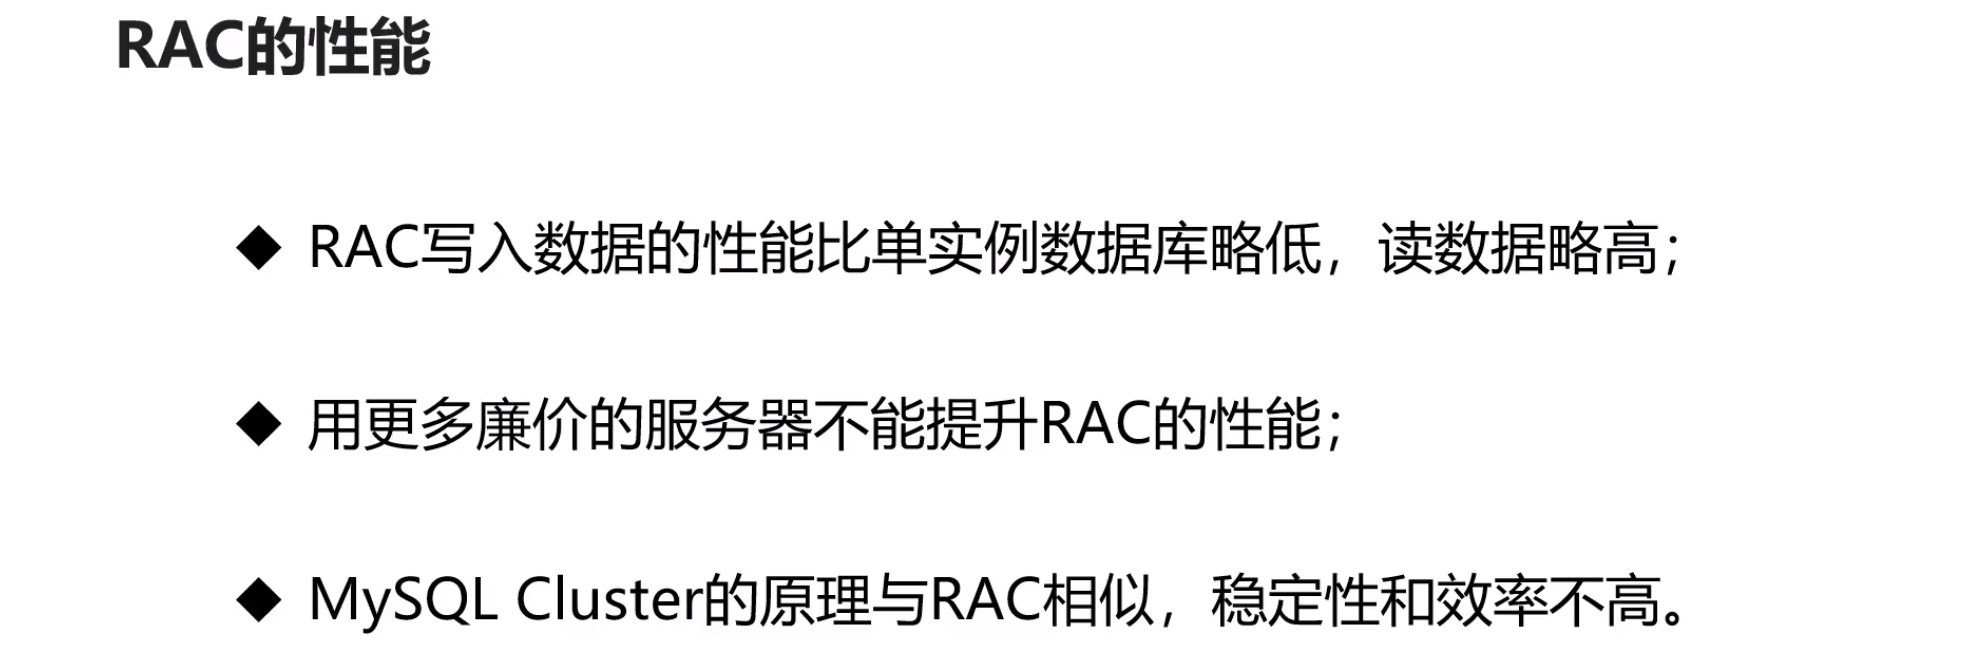 RAC的性能
◆ RAC写入数据的性能比单实例数据库略低，读数据略高；
◆ 用更多廉价的服务器不能提升RAC的性能；
◆ MySQL Cluster的原理与RAC相似，稳定性和效率不高。